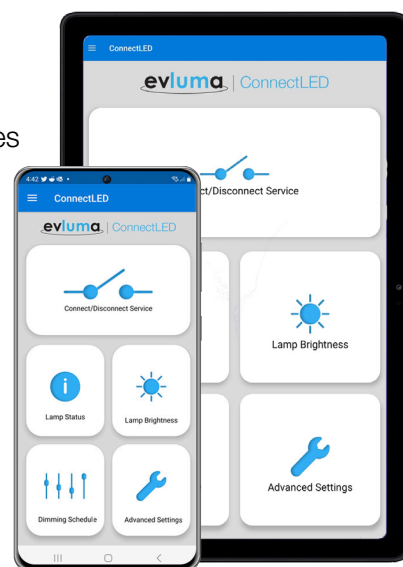 ConnectLED
evluma | ConnectLED
es
ct/Disconnect Service
Lamp Brightness
Advanced Settings
4:42
ConnectLED
evluma | ConnectLED
Connect/Disconnect Service
Lamp Status
Lamp Brightness
Dimming Schedule
Advanced Settings